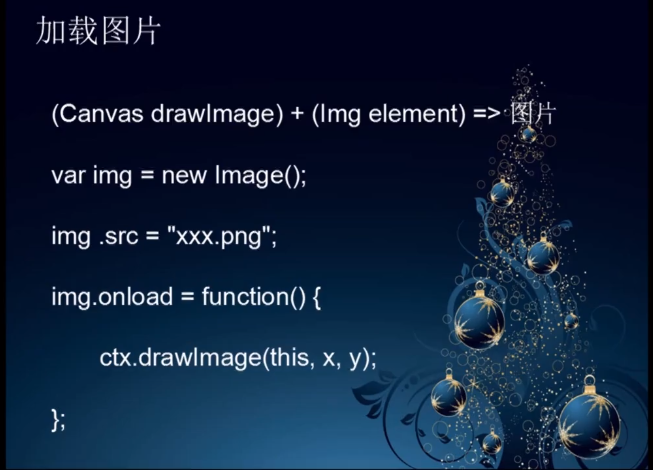 加载图片
(Canvas drawImage) + (Img element) => 图片
var img = new Image();
img .src = "xxx.png";
img.onload = function() {
ctx.drawImage(this, x, y);
};